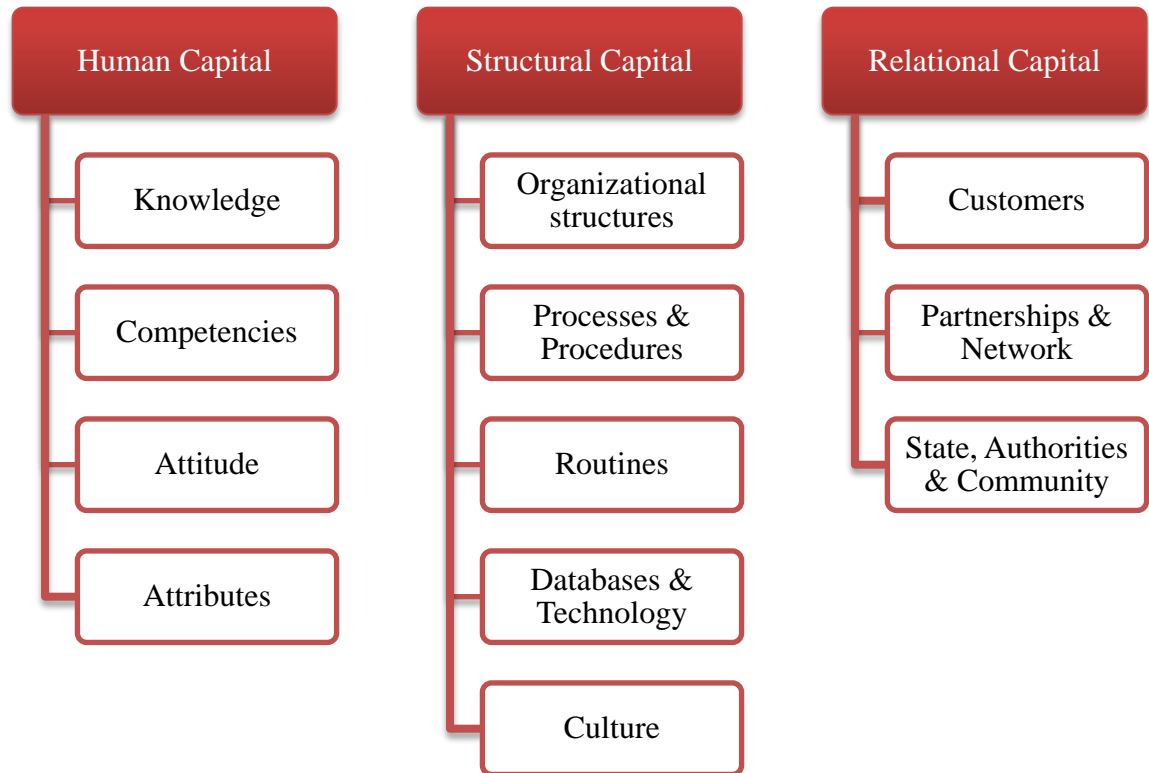 Human Capital
Knowledge
Competencies
Attitude
Attributes
Structural Capital
Organizational
structures
Processes &
Procedures
Routines
Databases &
Technology
Culture
Relational Capital
Customers
Partnerships &
Network
State, Authorities
& Community